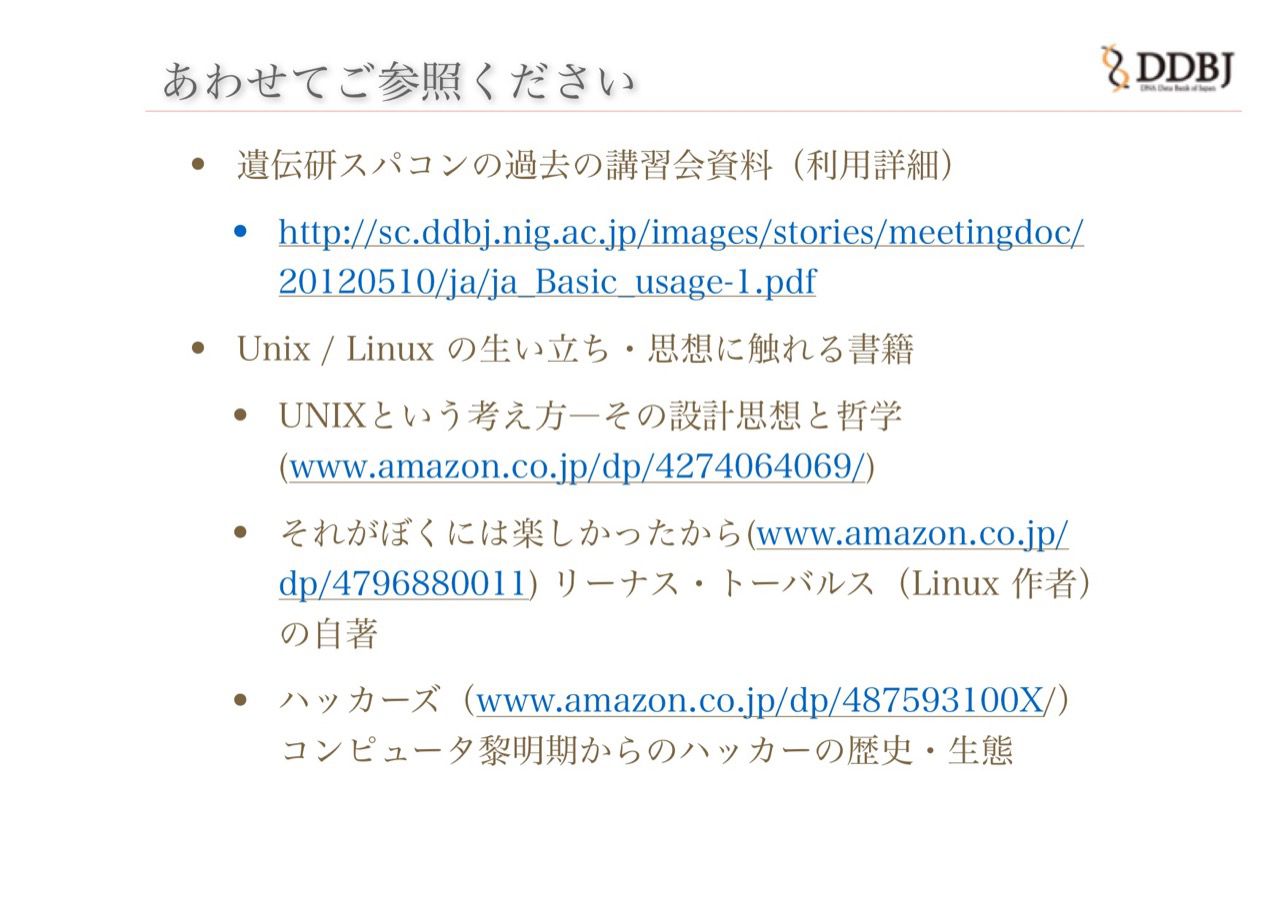 あわせてご参照ください
DDBJ
DNA Data Bank of Japan
• 遺伝研スパコンの過去の講習会資料（利用詳細）
• http://sc.ddbj.nig.ac.jp/images/stories/meetingdoc/
20120510/ja/ja_Basic_usage-1.pdf
• Unix / Linux の生い立ち・思想に触れる書籍
• UNIXという考え方―その設計思想と哲学
(www.amazon.co.jp/dp/4274064069/)
• それがぼくには楽しかったから(www.amazon.co.jp/
dp/4796880011) リーナス・トーバルス（Linux 作者）
の自著
• ハッカーズ（www.amazon.co.jp/dp/487593100X/）
コンピュータ黎明期からのハッカーの歴史・生態